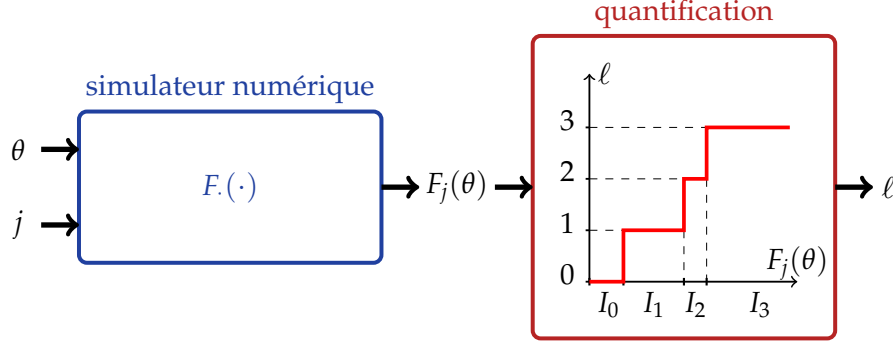 quantification
simulateur numérique
θ
j
F.(·)
F_j(θ)
ℓ
3
2
1
0
F_j(θ)
I_0 I_1 I_2 I_3
ℓ